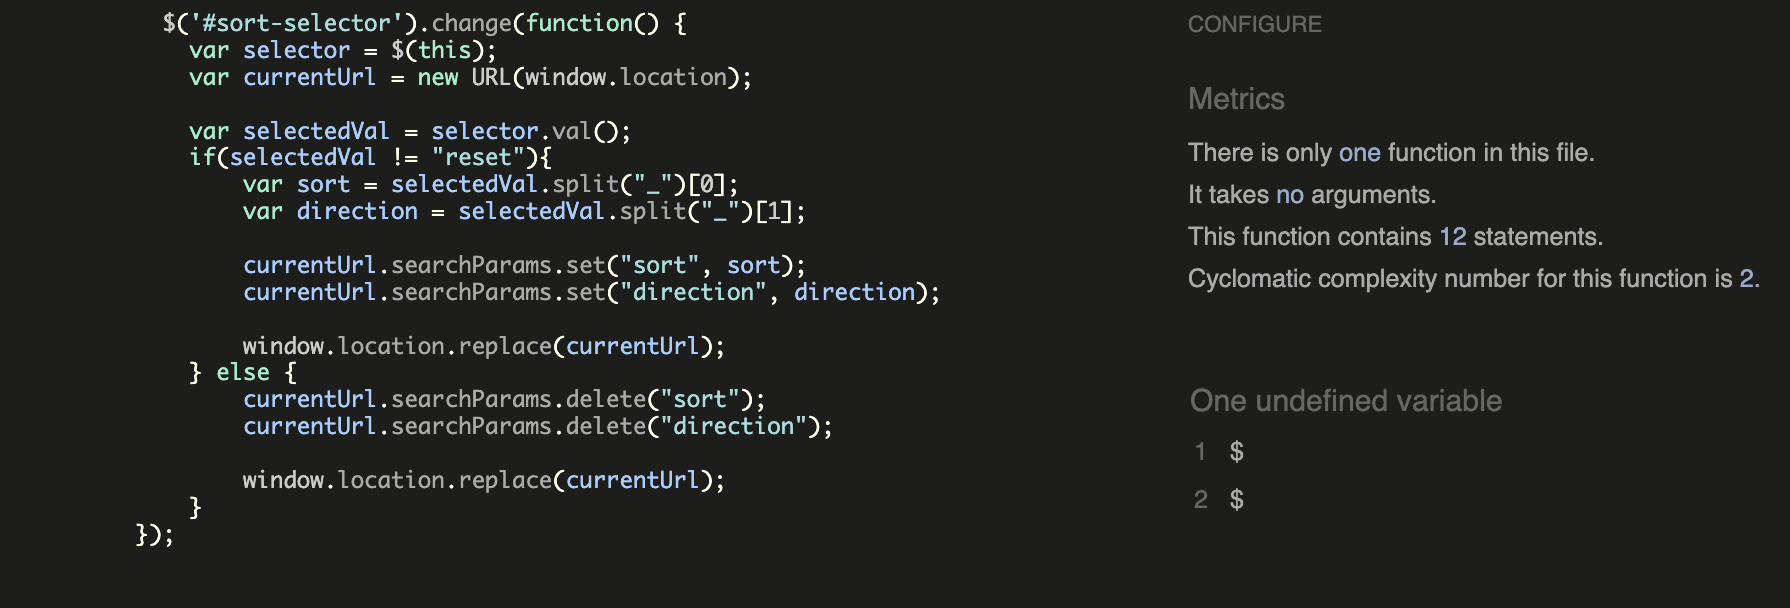 $('#sort-selector').change(function() {
var selector = $(this);
var currentUrl = new URL(window.location);
var selectedVal = selector.val();
if(selectedVal != "reset"){
var sort = selectedVal.split("_")[0];
var direction = selectedVal.split("_")[1];
currentUrl.searchParams.set("sort", sort);
currentUrl.searchParams.set("direction", direction);
window.location.replace(currentUrl);
} else {
currentUrl.searchParams.delete("sort");
currentUrl.searchParams.delete("direction");
window.location.replace(currentUrl);
}
});
CONFIGURE
Metrics
There is only one function in this file.
It takes no arguments.
This function contains 12 statements.
Cyclomatic complexity number for this function is 2.
One undefined variable
1 $
2 $